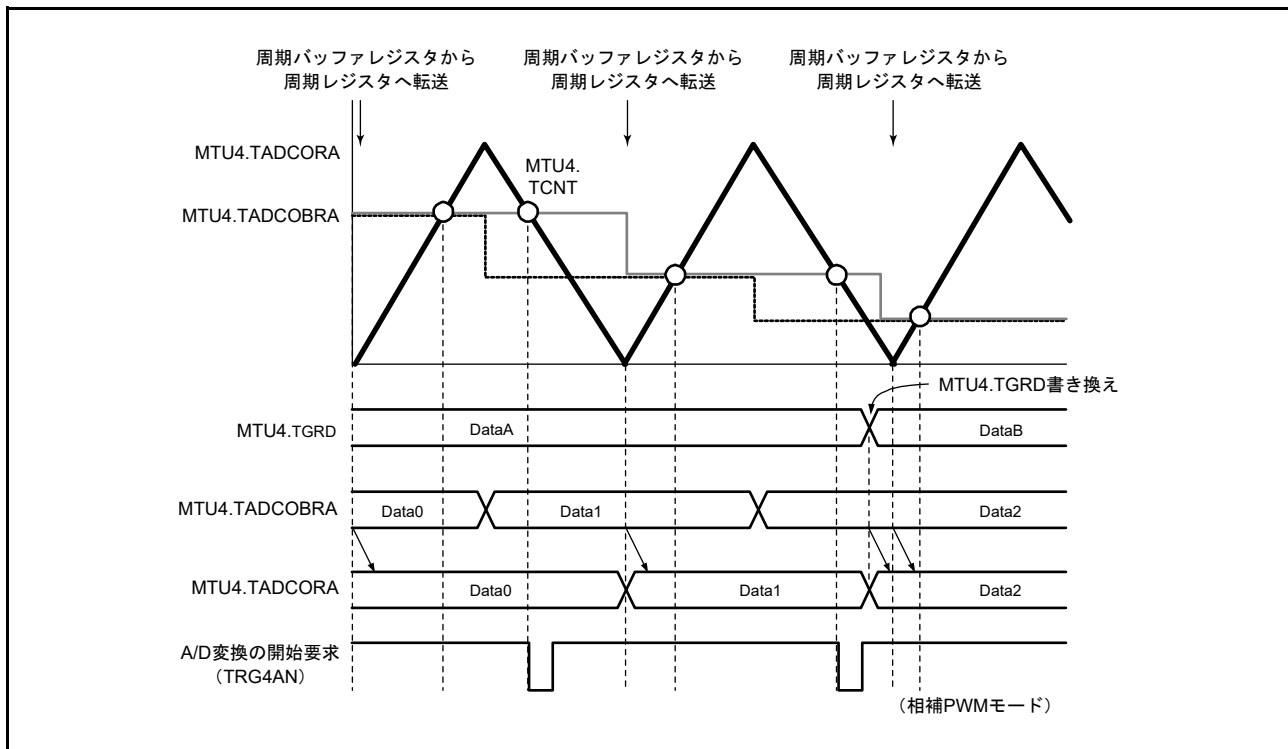 周期バッファレジスタから
周期レジスタへ転送
周期バッファレジスタから
周期レジスタへ転送
周期バッファレジスタから
周期レジスタへ転送
MTU4.TADCORA
MTU4.
TCNT
MTU4.TADCOBRA
MTU4.TGRD書き換え
MTU4.TGRD
DataA
DataB
MTU4.TADCOBRA
Data0
Data1
Data2
MTU4.TADCORA
Data0
Data1
Data2
A/D変換の開始要求
（TRG4AN）
（相補PWMモード）